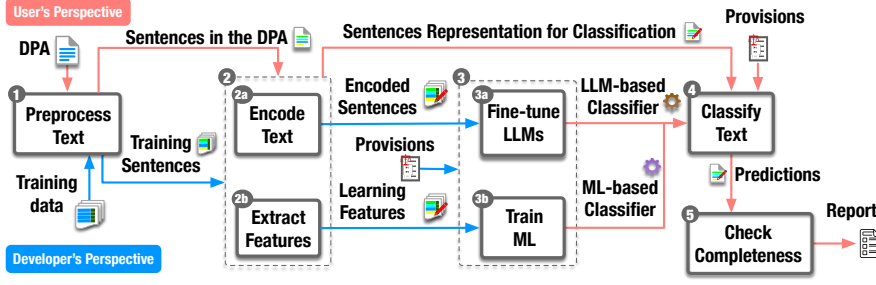 User's Perspective
DPA
Sentences in the DPA
Sentences Representation for Classification
Provisions
1
Preprocess
Text
2
2a
Encode
Text
Encoded
Sentences
3
3a
Fine-tune
LLMs
LLM-based
Classifier
4
Classify
Text
Training
Sentences
Provisions
Training
data
2b
Extract
Features
Learning
Features
3b
Train
ML
ML-based
Classifier
Predictions
5
Check
Completeness
Report
Developer's Perspective